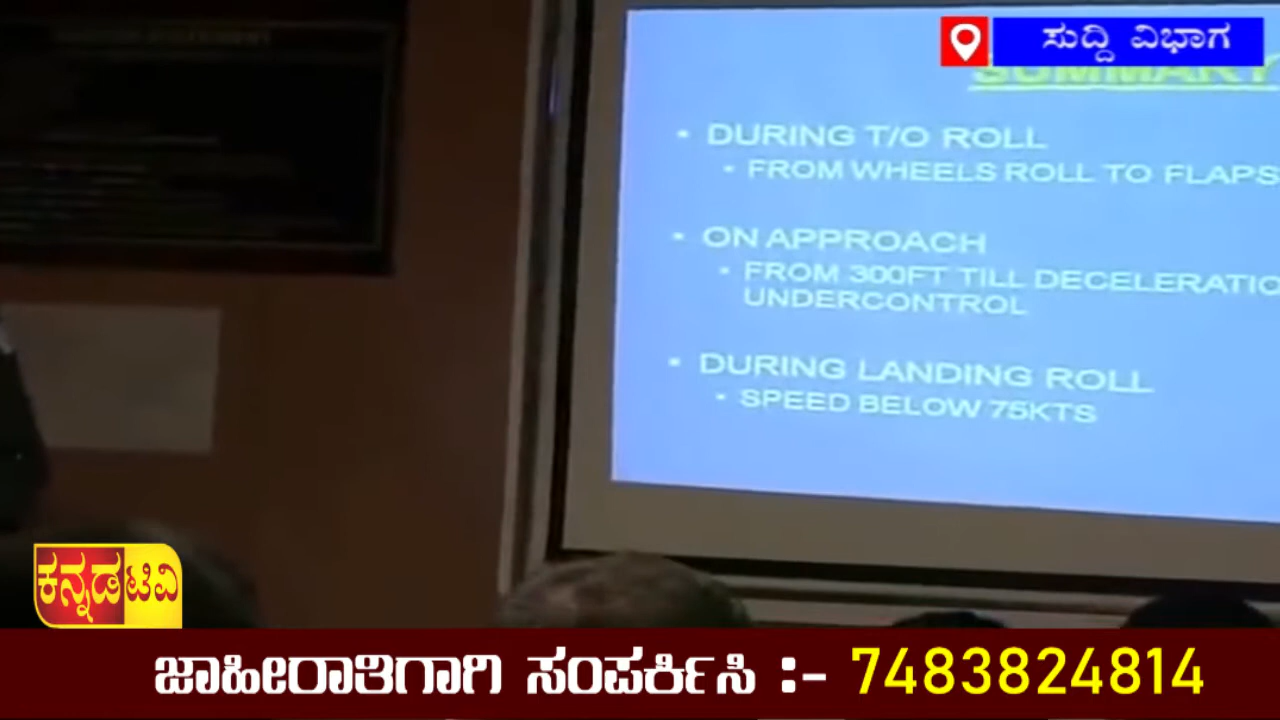 ಸುದ್ದಿ ವಿಭಾಗ
SUMMARY
• DURING T/O ROLL
• FROM WHEELS ROLL TO FLAPS
• ON APPROACH
• FROM 300FT TILL DECELERATIO
UNDERCONTROL
• DURING LANDING ROLL
• SPEED BELOW 75KTS
ಕನ್ನಡಟಿವಿ
ಜಾಹೀರಾತಿಗಾಗಿ ಸಂಪರ್ಕಿಸಿ :- 7483824814